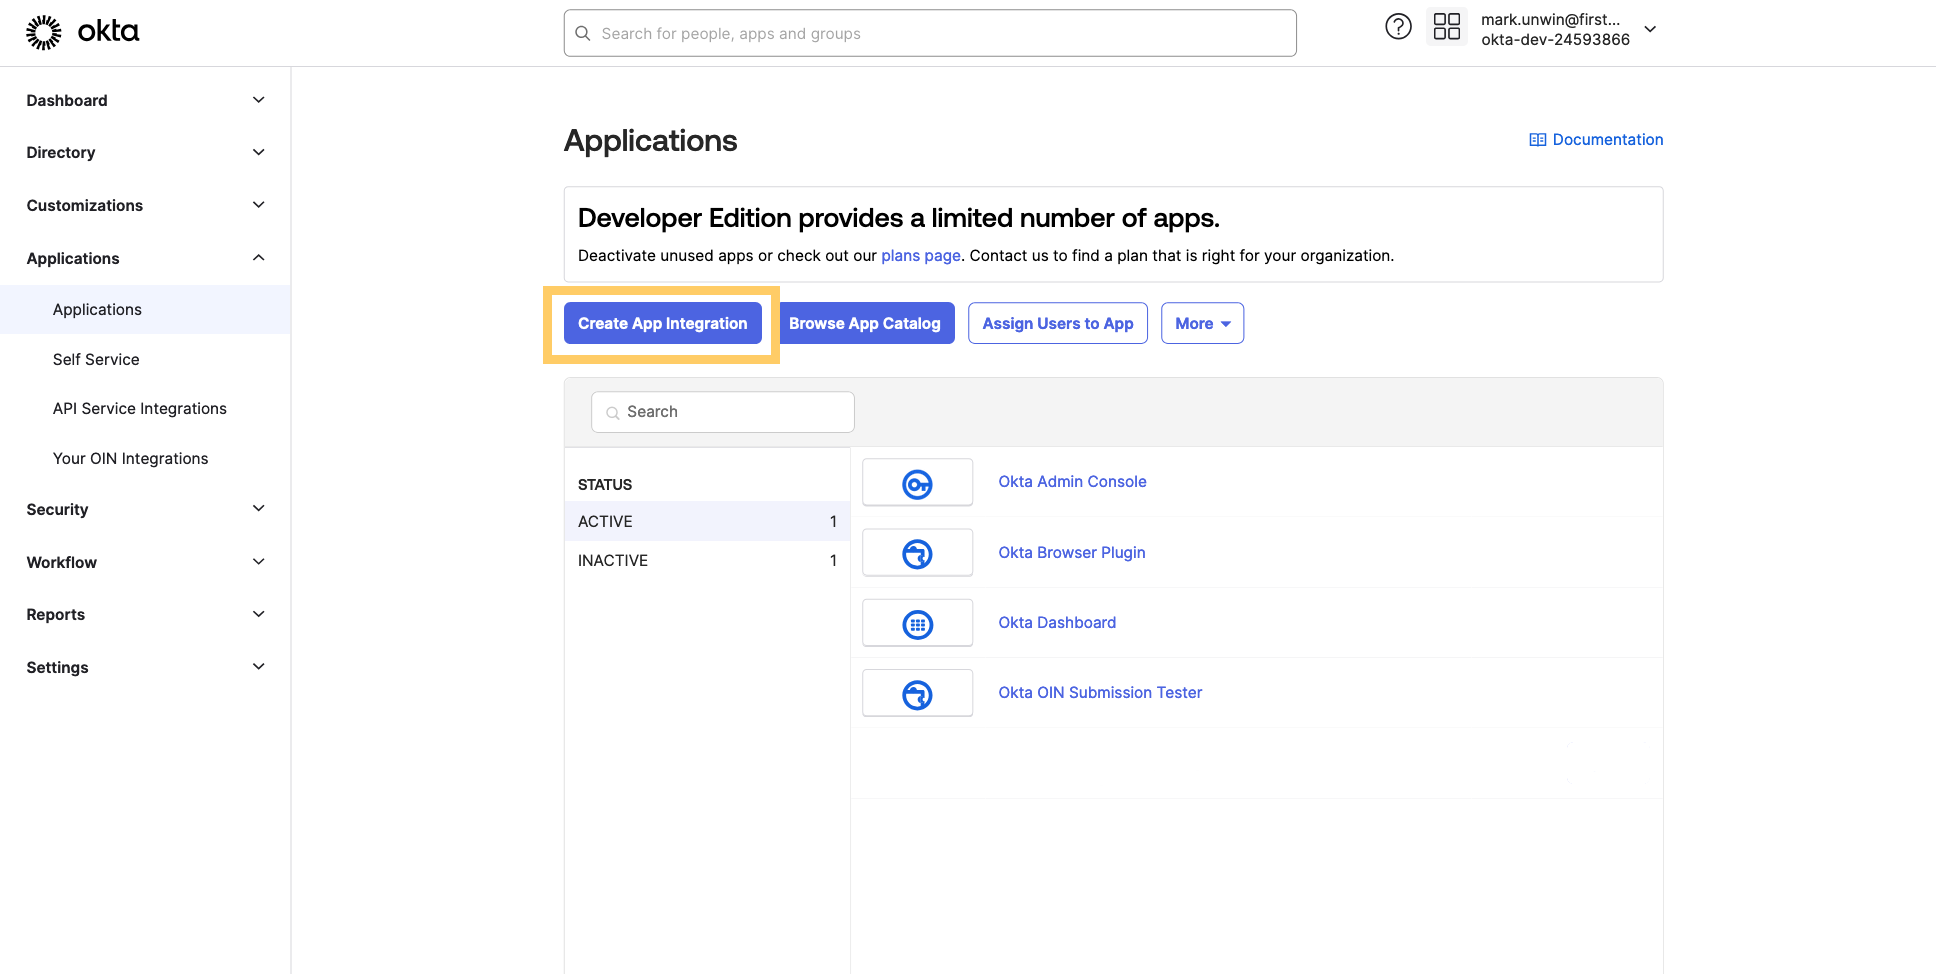 okta
Search for people, apps and groups
mark.unwin@first...
okta-dev-24593866
Dashboard
Directory
Customizations
Applications
Applications
Self Service
API Service Integrations
Your OIN Integrations
Security
Workflow
Reports
Settings
Applications
Documentation
Developer Edition provides a limited number of apps.
Deactivate unused apps or check out our plans page. Contact us to find a plan that is right for your organization.
Create App Integration
Browse App Catalog
Assign Users to App
More
Search
STATUS
ACTIVE 1
INACTIVE 1
Okta Admin Console
Okta Browser Plugin
Okta Dashboard
Okta OIN Submission Tester